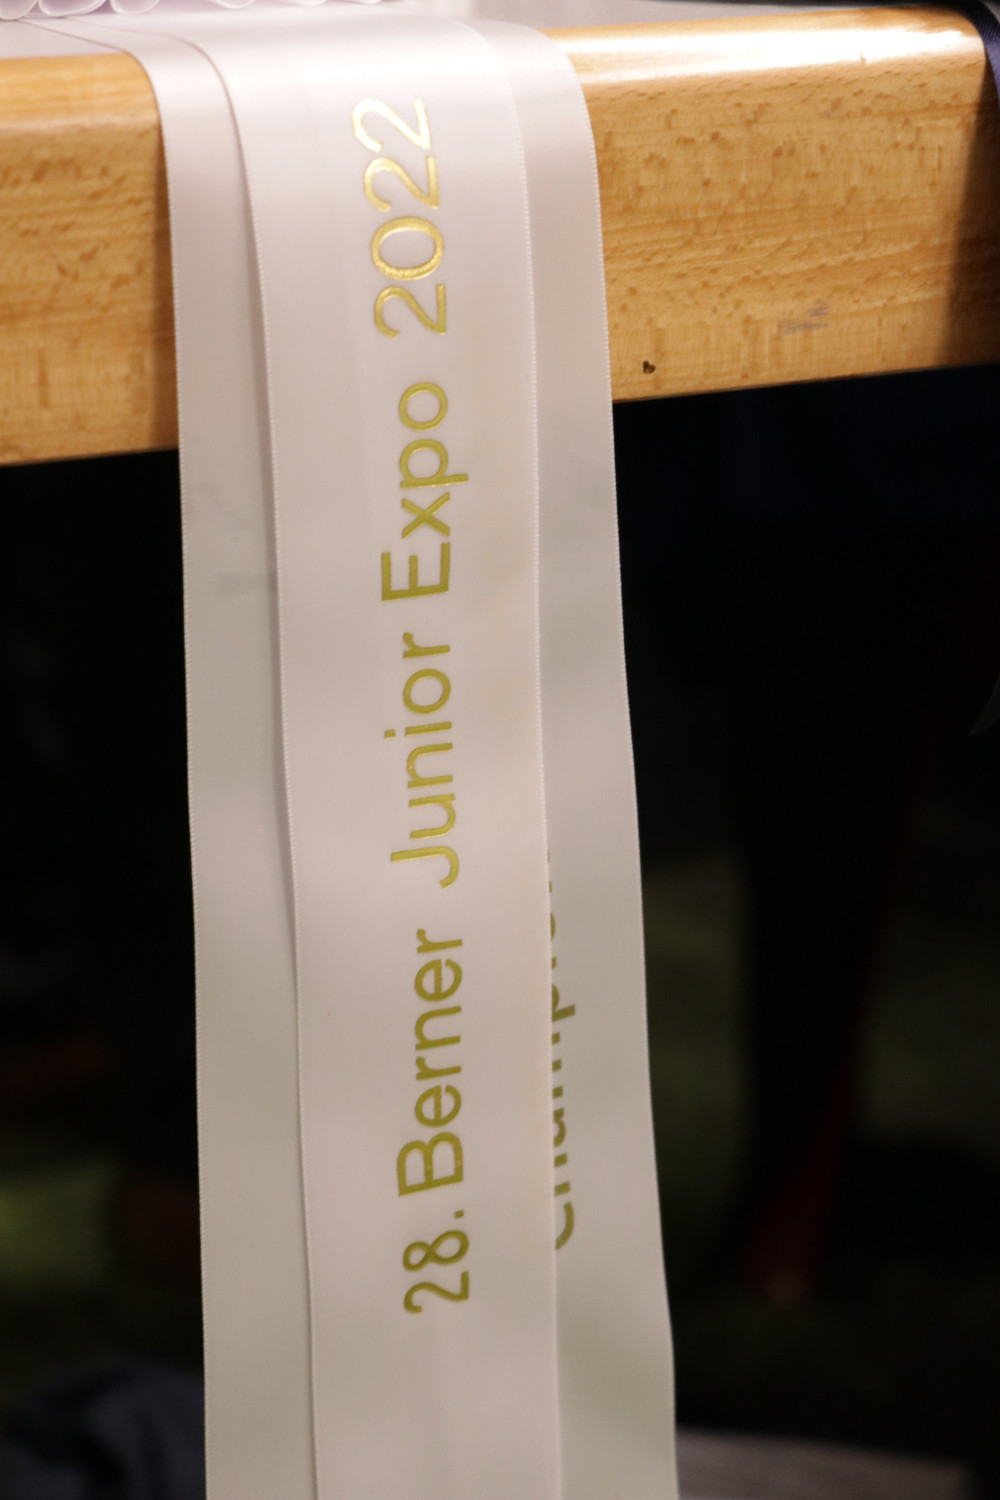 28. Berner Junior Expo 2022